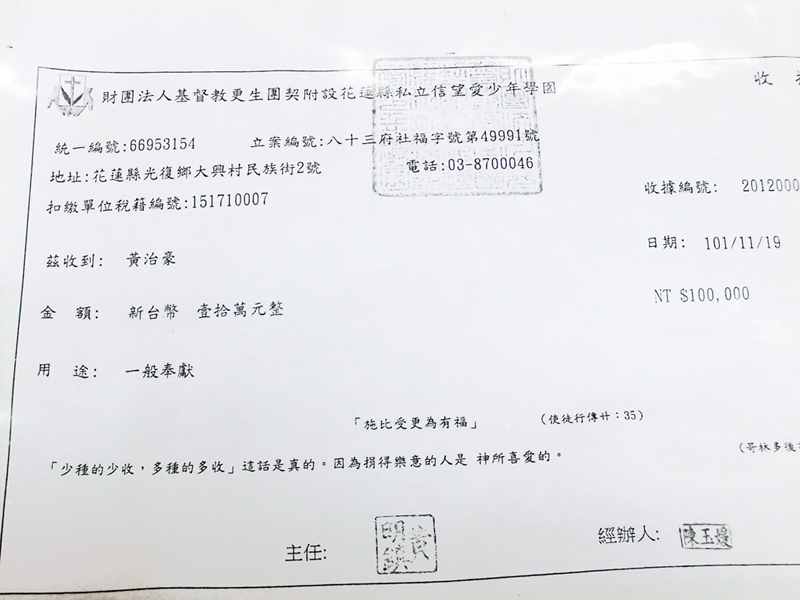 財團法人基督教更生團契附設花蓮縣私立信望愛少年學園
收
統一編號:66953154 立案編號:八十三府社福字號第49991號
地址:花蓮縣光復鄉大興村民族街2號 電話:03-8700046
扣繳單位稅籍編號:151710007
收據編號: 2012000
日期: 101/11/19
茲收到: 黃治豪
金 額: 新台幣 壹拾萬元整 NT $100,000
用 途: 一般奉獻
「施比受更為有福」 (使徒行傳廿:35)
「少種的少收,多種的多收」這話是真的。因為捐得樂意的人是 神所喜愛的。
(哥林多後
主任: 經辦人: 陳玉嫚